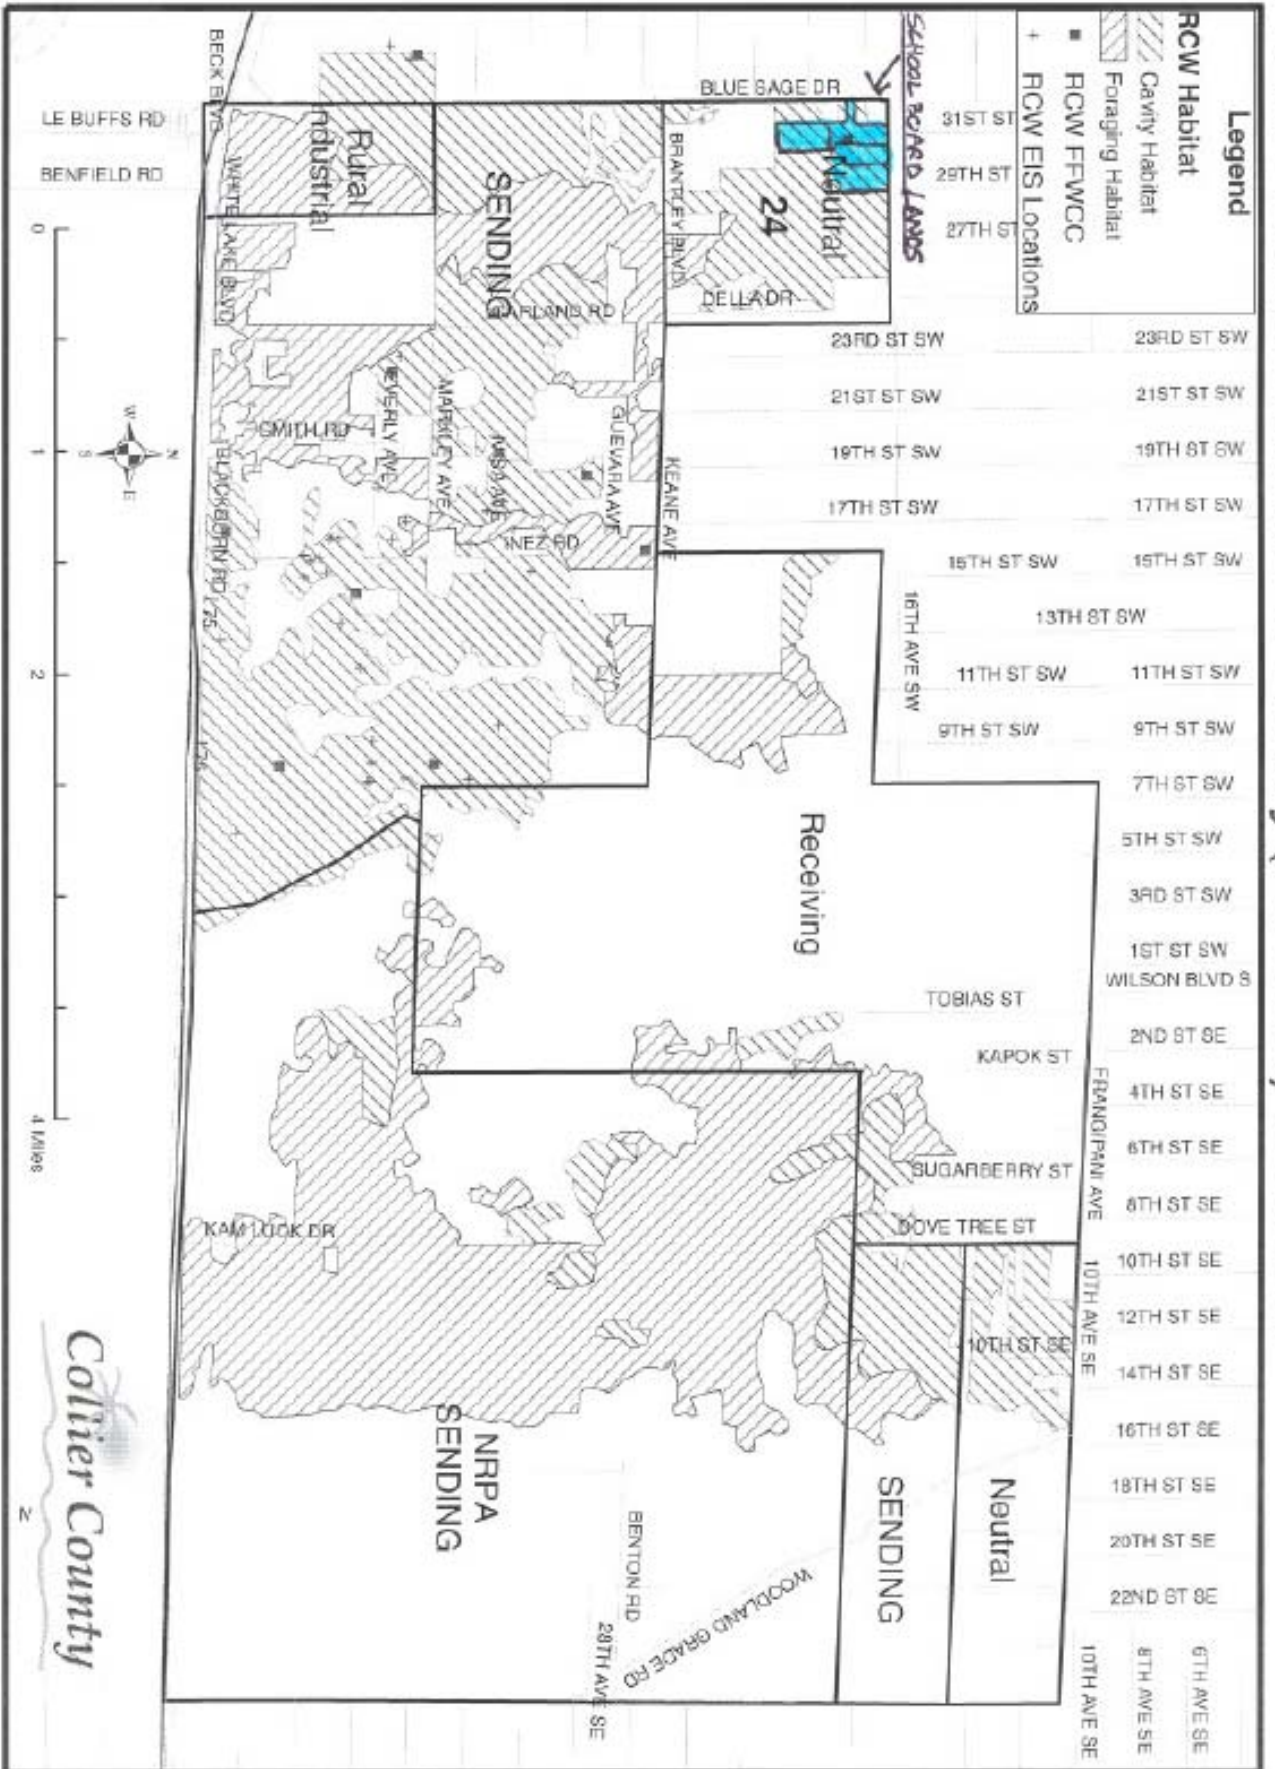 Legend
RCW Habitat
Cavity Habitat
Foraging Habitat
RCW FFWCC
RCW EIS Locations
SCHOOL BOARD LANDS
BLUE SAGE DR
31ST ST
29TH ST
27TH ST
Neutral
24
DELLA DR
BRANTLEY BLVD
SENDING
GARLAND RD
Rural
Industrial
BECK BLVD
LE BUFFS RD
BENFIELD RD
WHITE LAKE BLVD
23RD ST SW
21ST ST SW
19TH ST SW
17TH ST SW
15TH ST SW
13TH ST SW
11TH ST SW
9TH ST SW
23RD ST SW
21ST ST SW
19TH ST SW
17TH ST SW
15TH ST SW
11TH ST SW
9TH ST SW
7TH ST SW
5TH ST SW
3RD ST SW
1ST ST SW
WILSON BLVD S
2ND ST SE
4TH ST SE
6TH ST SE
8TH ST SE
10TH ST SE
12TH ST SE
14TH ST SE
16TH ST SE
18TH ST SE
20TH ST SE
22ND ST SE
6TH AVE SE
8TH AVE SE
10TH AVE SE
16TH AVE SW
KEANE AVE
GUEVARA AVE
MARKLEY AVE
INEZ RD
SMITH RD
BLACKBURN RD
I-75
I-75
Receiving
TOBIAS ST
KAPOK ST
FRANGIPANI AVE
SUGARBERRY ST
DOVE TREE ST
10TH AVE SE
10TH ST SE
KAM LUCK DR
NRPA
SENDING
SENDING
Neutral
BENTON RD
WOODLAND GRADE RD
28TH AVE SE
N
W
E
S
0
1
2
4 Miles
Collier County
N